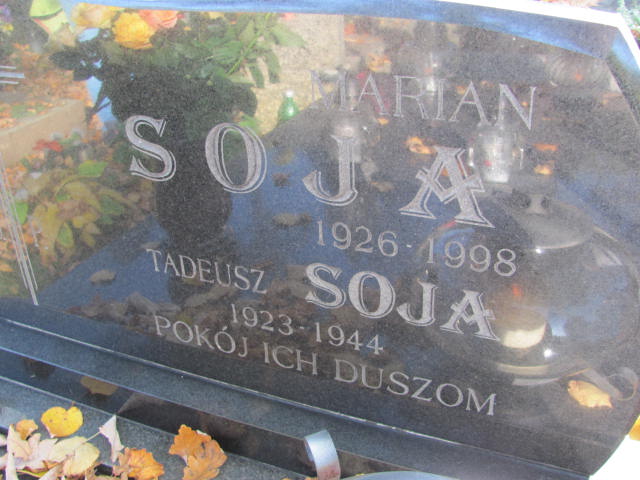 MARIAN
SOJA
1926-1998
TADEUSZ SOJA
1923-1944
POKÓJ ICH DUSZOM